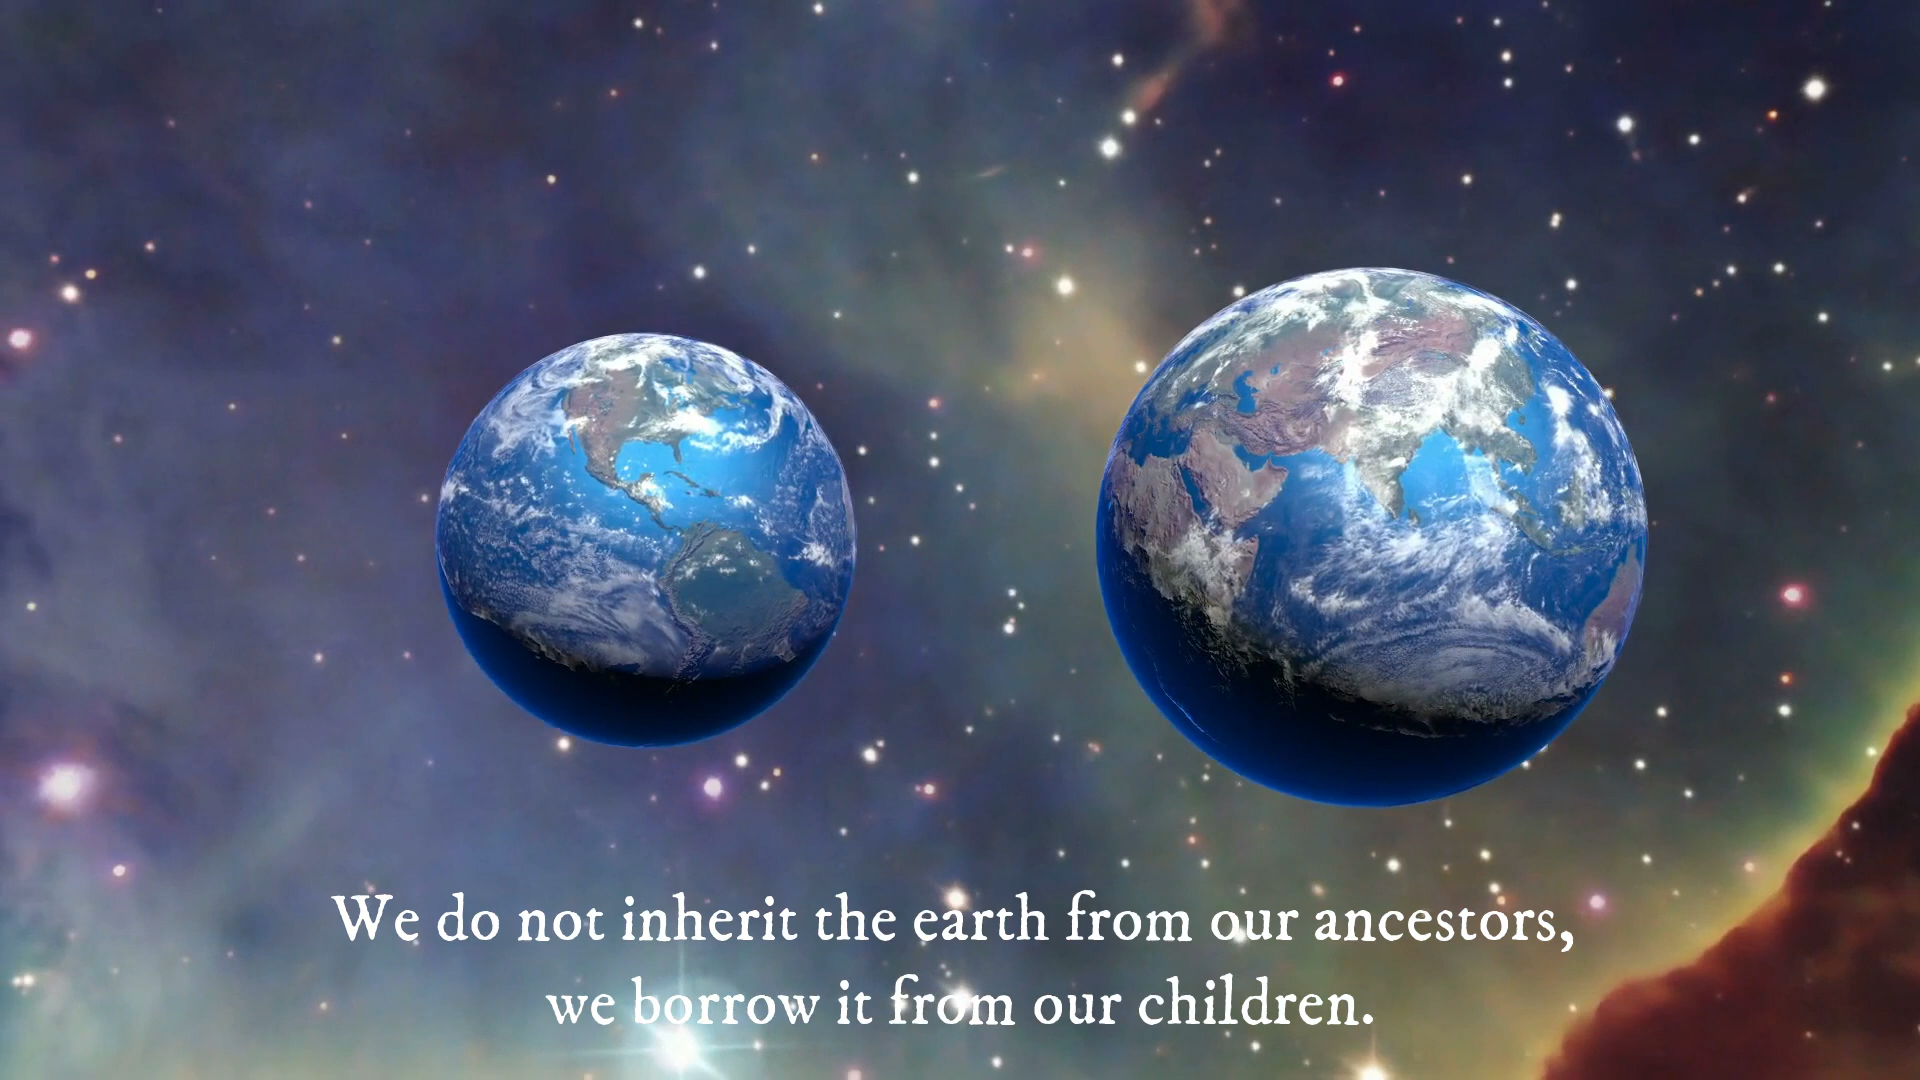 We do not inherit the earth from our ancestors,
we borrow it from our children.